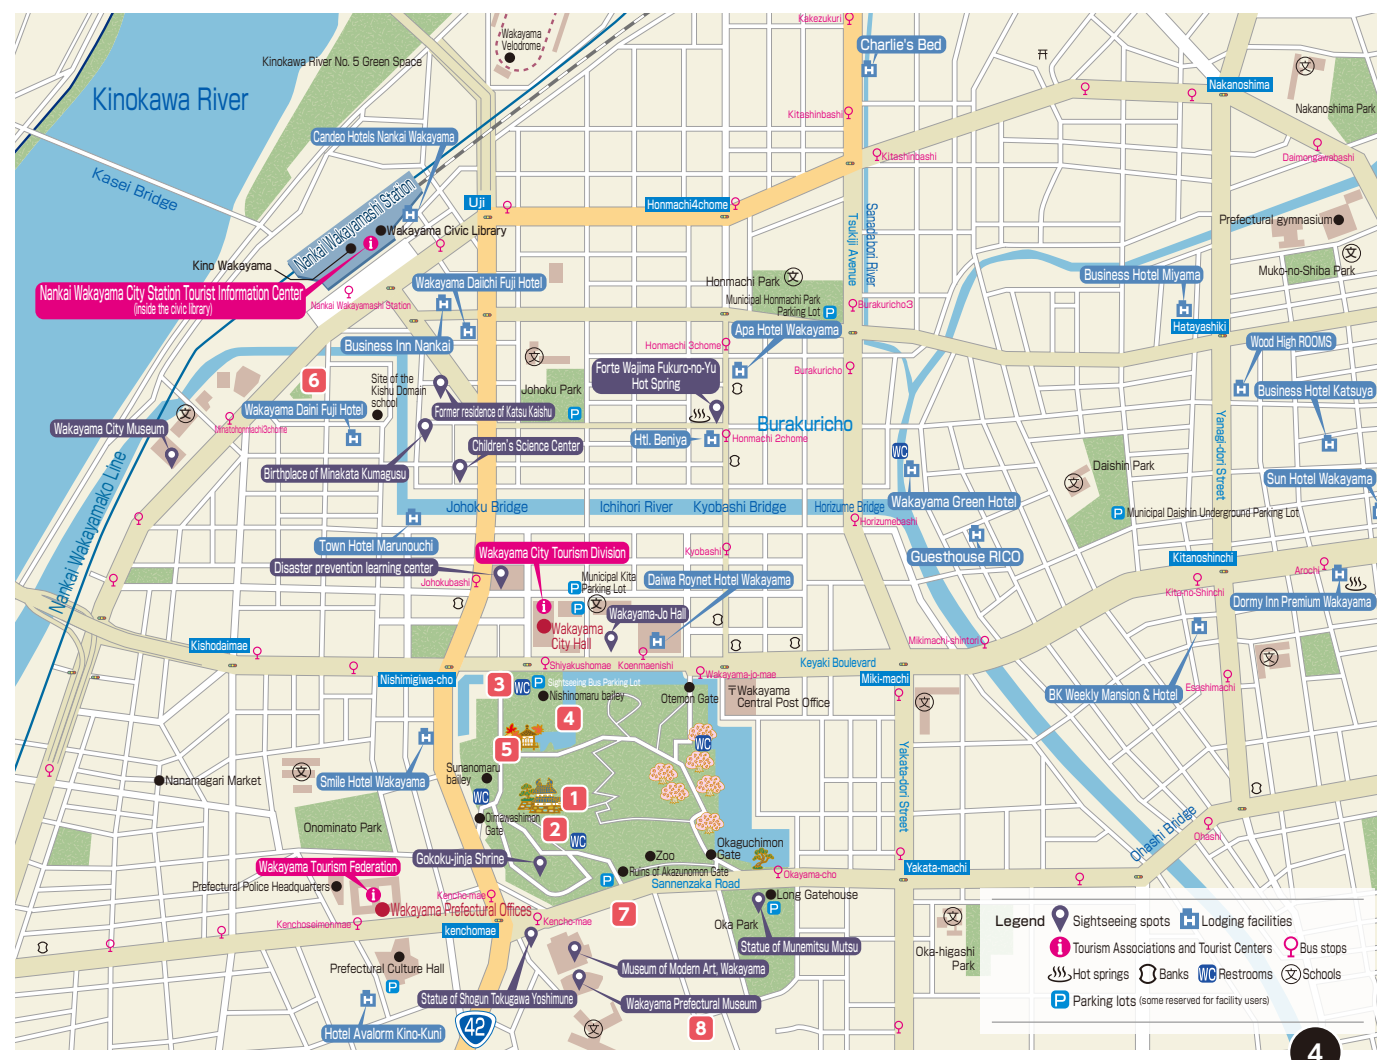 Kakezukuri
Wakayama
Velodrome
Charlie's Bed
Kinokawa River No. 5 Green Space
Kinokawa River
Nakanoshima
Nakanoshima Park
Kitashinbashi
Candeo Hotels Nankai Wakayama
Kitashinbashi
Daimongawabashi
Kasei Bridge
Nankai Wakayamashi Station
Uji
Honmachi4chome
Sanadabori River
Tsukiji Avenue
Prefectural gymnasium
Wakayama Civic Library
Kino Wakayama
Muko-no-Shiba Park
Business Hotel Miyama
Honmachi Park
Wakayama Daiichi Fuji Hotel
Nankai Wakayama City Station Tourist Information Center
(inside the civic library)
Nankai Wakayamashi Station
Municipal Honmachi Park
Parking Lot
P
Burakuricho3
Hatayashiki
Apa Hotel Wakayama
Business Inn Nankai
Honmachi 3chome
Wood High ROOMS
Forte Wajima Fukuro-no-Yu
Hot Spring
Burakuricho
6
Site of the
Kishu Domain
school
Johoku Park
Business Hotel Katsuya
Wakayama Daini Fuji Hotel
Former residence of Katsu Kaishu
P
Minatohonmachi3chome
Burakuricho
Wakayama City Museum
Htl. Beniya
Honmachi 2chome
Children's Science Center
WC
Yanagi-dori Street
Birthplace of Minakata Kumagusu
Daishin Park
Sun Hotel Wakayama
Nankai Wakayamako Line
Johoku Bridge
Ichihori River
Kyobashi Bridge
Horizume Bridge
Wakayama Green Hotel
P
Municipal Daishin Underground Parking Lot
Horizumebashi
Town Hotel Marunouchi
Wakayama City Tourism Division
Kyobashi
Guesthouse RICO
Kitanoshinchi
Disaster prevention learning center
Johokubashi
Municipal Kita
Parking Lot
P
P
Daiwa Roynet Hotel Wakayama
Arochi
Kita-no-Shinchi
Dormy Inn Premium Wakayama
Wakayama-Jo Hall
Wakayama
City Hall
Kishodaimae
Mikimachi-shintori
Shiyakushomae
Koenmaenishi
Keyaki Boulevard
Nishimigiwa-cho
Wakayama-jo-mae
Miki-machi
3
WC
P
Sightseeing Bus Parking Lot
Nishinomaru bailey
Otemon Gate
〒Wakayama
Central Post Office
BK Weekly Mansion & Hotel
Esashimachi
4
5
WC
Yakata-dori Street
Nanamagari Market
Smile Hotel Wakayama
Sunanomaru
bailey
WC
1
Onominato Park
Oimawashimon
Gate
2
WC
Okaguchimon
Gate
Ohashi Bridge
Ohashi
Gokoku-jinja Shrine
Zoo
Wakayama Tourism Federation
Ruins of Akazunomon Gate
Okayama-cho
Yakata-machi
Prefectural Police Headquarters
P
Sannenzaka Road
Kencho-mae
Long Gatehouse
P
Wakayama Prefectural Offices
Kenchoseimonmae
kenchomae
Kencho-mae
7
Oka Park
Statue of Munemitsu Mutsu
Oka-higashi
Park
Prefectural Culture Hall
P
Museum of Modern Art, Wakayama
Statue of Shogun Tokugawa Yoshimune
Wakayama Prefectural Museum
Hotel Avalorm Kino-Kuni
42
8
Legend
Sightseeing spots
H Lodging facilities
i Tourism Associations and Tourist Centers
Bus stops
Hot springs
Banks
WC Restrooms
文 Schools
P Parking lots (some reserved for facility users)
4